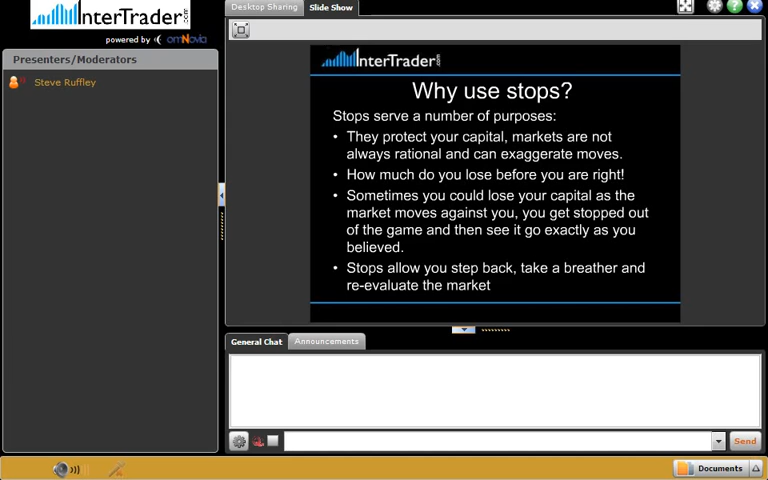 InterTrader.com
powered by omNovia
Presenters/Moderators
Steve Ruffley
Desktop Sharing
Slide Show
InterTrader.com
Why use stops?
Stops serve a number of purposes:
• They protect your capital, markets are not
always rational and can exaggerate moves.
• How much do you lose before you are right!
• Sometimes you could lose your capital as the
market moves against you, you get stopped out
of the game and then see it go exactly as you
believed.
• Stops allow you step back, take a breather and
re-evaluate the market
General Chat
Announcements
Send
Documents